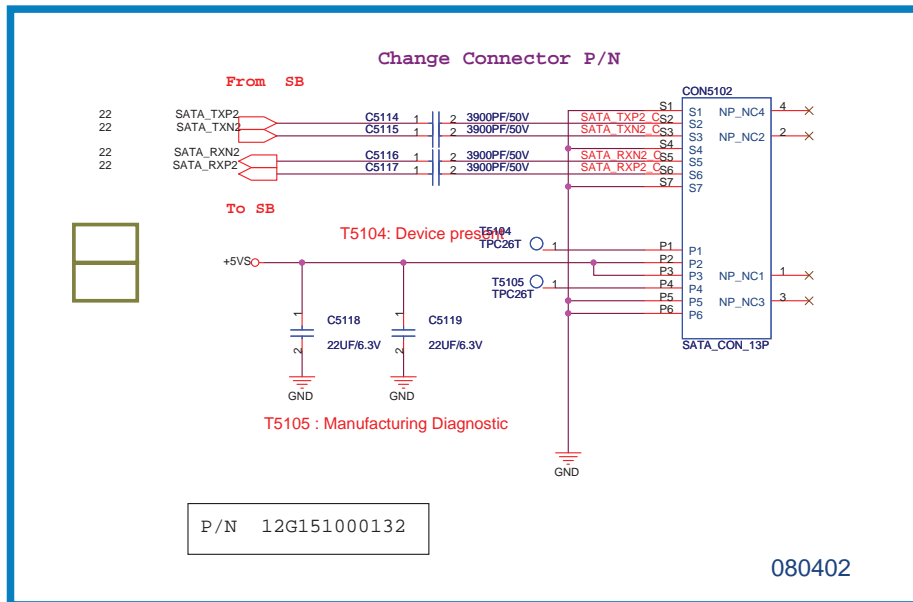 Change Connector P/N
From SB
CON5102
22 SATA_TXP2 C5114 1 2 3900PF/50V SATA_TXP2_C S1 S1 NP_NC4 4
22 SATA_TXN2 C5115 1 2 3900PF/50V SATA_TXN2_C S2 S2 NP_NC2 2
S3 S3
S4 S4
22 SATA_RXN2 C5116 1 2 3900PF/50V SATA_RXN2_C S5 S5
22 SATA_RXP2 C5117 1 2 3900PF/50V SATA_RXP2_C S6 S6
S7 S7
To SB
T5104: Device present
T5104 1
TPC26T
P1 P1
+5VS P2 P2
P3 P3 NP_NC1 1
T5105 1 P4 P4
TPC26T
P5 P5 NP_NC3 3
P6 P6
SATA_CON_13P
1 C5118 1 C5119
2 22UF/6.3V 2 22UF/6.3V
GND GND
T5105 : Manufacturing Diagnostic
GND
P/N 12G151000132
080402